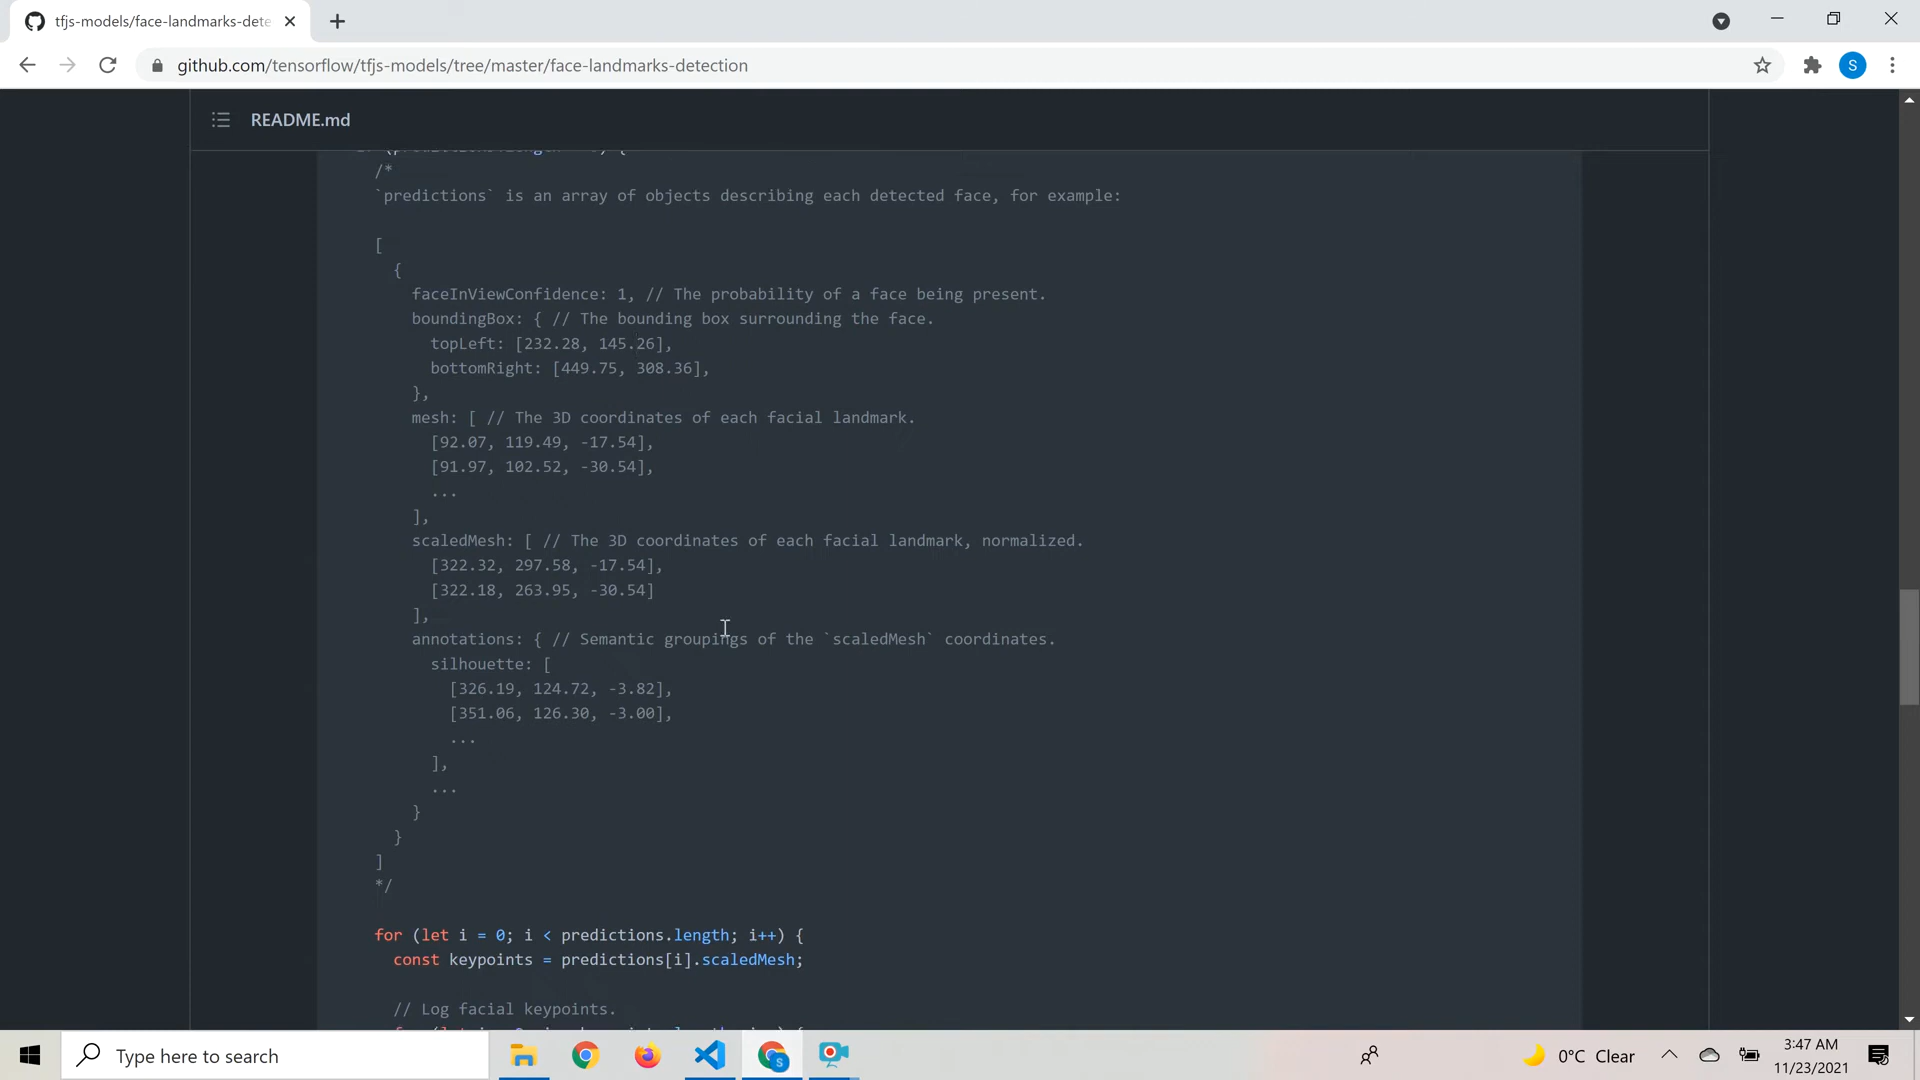 tfjs-models/face-landmarks-dete
github.com/tensorflow/tfjs-models/tree/master/face-landmarks-detection
S
README.md
/*
`predictions` is an array of objects describing each detected face, for example:
[
{
faceInViewConfidence: 1, // The probability of a face being present.
boundingBox: { // The bounding box surrounding the face.
topLeft: [232.28, 145.26],
bottomRight: [449.75, 308.36],
},
mesh: [ // The 3D coordinates of each facial landmark.
[92.07, 119.49, -17.54],
[91.97, 102.52, -30.54],
...
],
scaledMesh: [ // The 3D coordinates of each facial landmark, normalized.
[322.32, 297.58, -17.54],
[322.18, 263.95, -30.54]
],
annotations: { // Semantic groupings of the `scaledMesh` coordinates.
silhouette: [
[326.19, 124.72, -3.82],
[351.06, 126.30, -3.00],
...
],
...
}
}
]
*/
for (let i = 0; i < predictions.length; i++) {
const keypoints = predictions[i].scaledMesh;
// Log facial keypoints.
Type here to search
S
0°C Clear
3:47 AM
11/23/2021